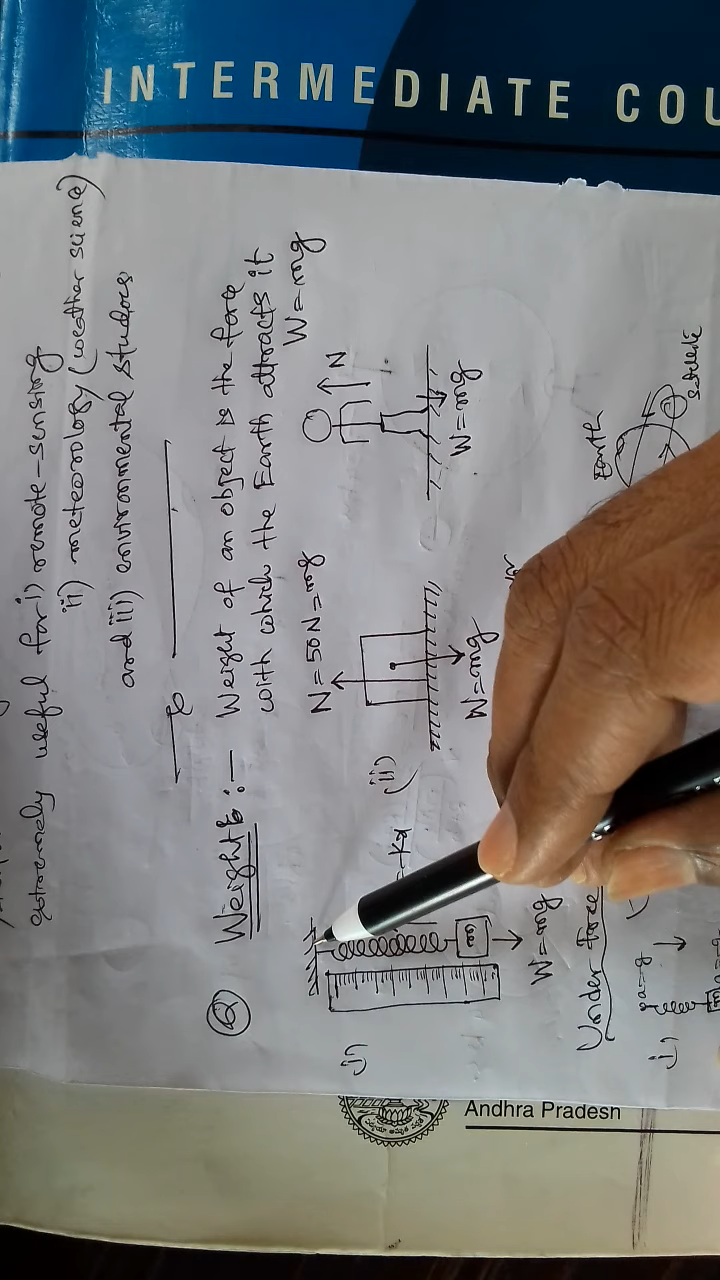 INTERMEDIATE COU
extremely useful for i) remote-sensing
ii) meteorology (weather science)
and iii) environmental studies
② Weight :- Weight of an object is the force
with which the Earth attracts it
W=mg
i)
W=mg
(ii)
N=50N=mg
W=mg
N
W=mg
Under force
i)
Earth
Satellite
Andhra Pradesh